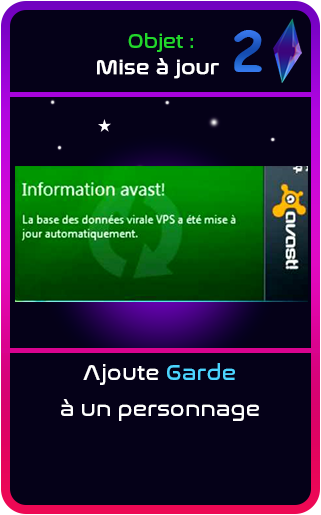 Objet :
Mise à jour
2
Information avast!
La base des données virale VPS a été mise à
jour automatiquement.
avast!
Ajoute Garde
à un personnage